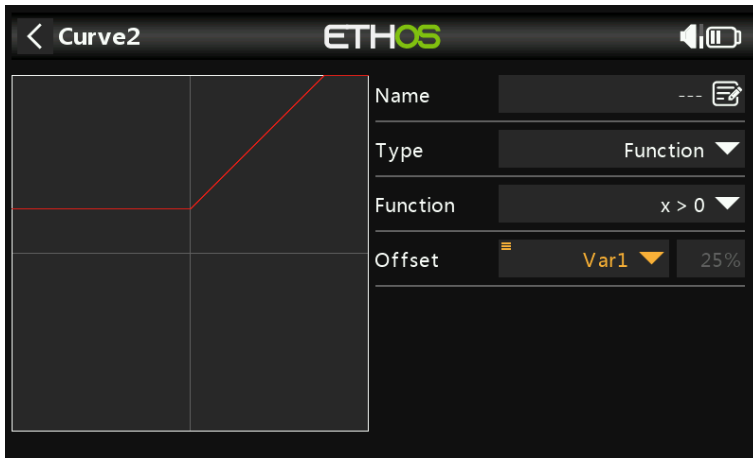 Curve2 ETHOS
Name ---
Type Function
Function x > 0
Offset Var1 25%